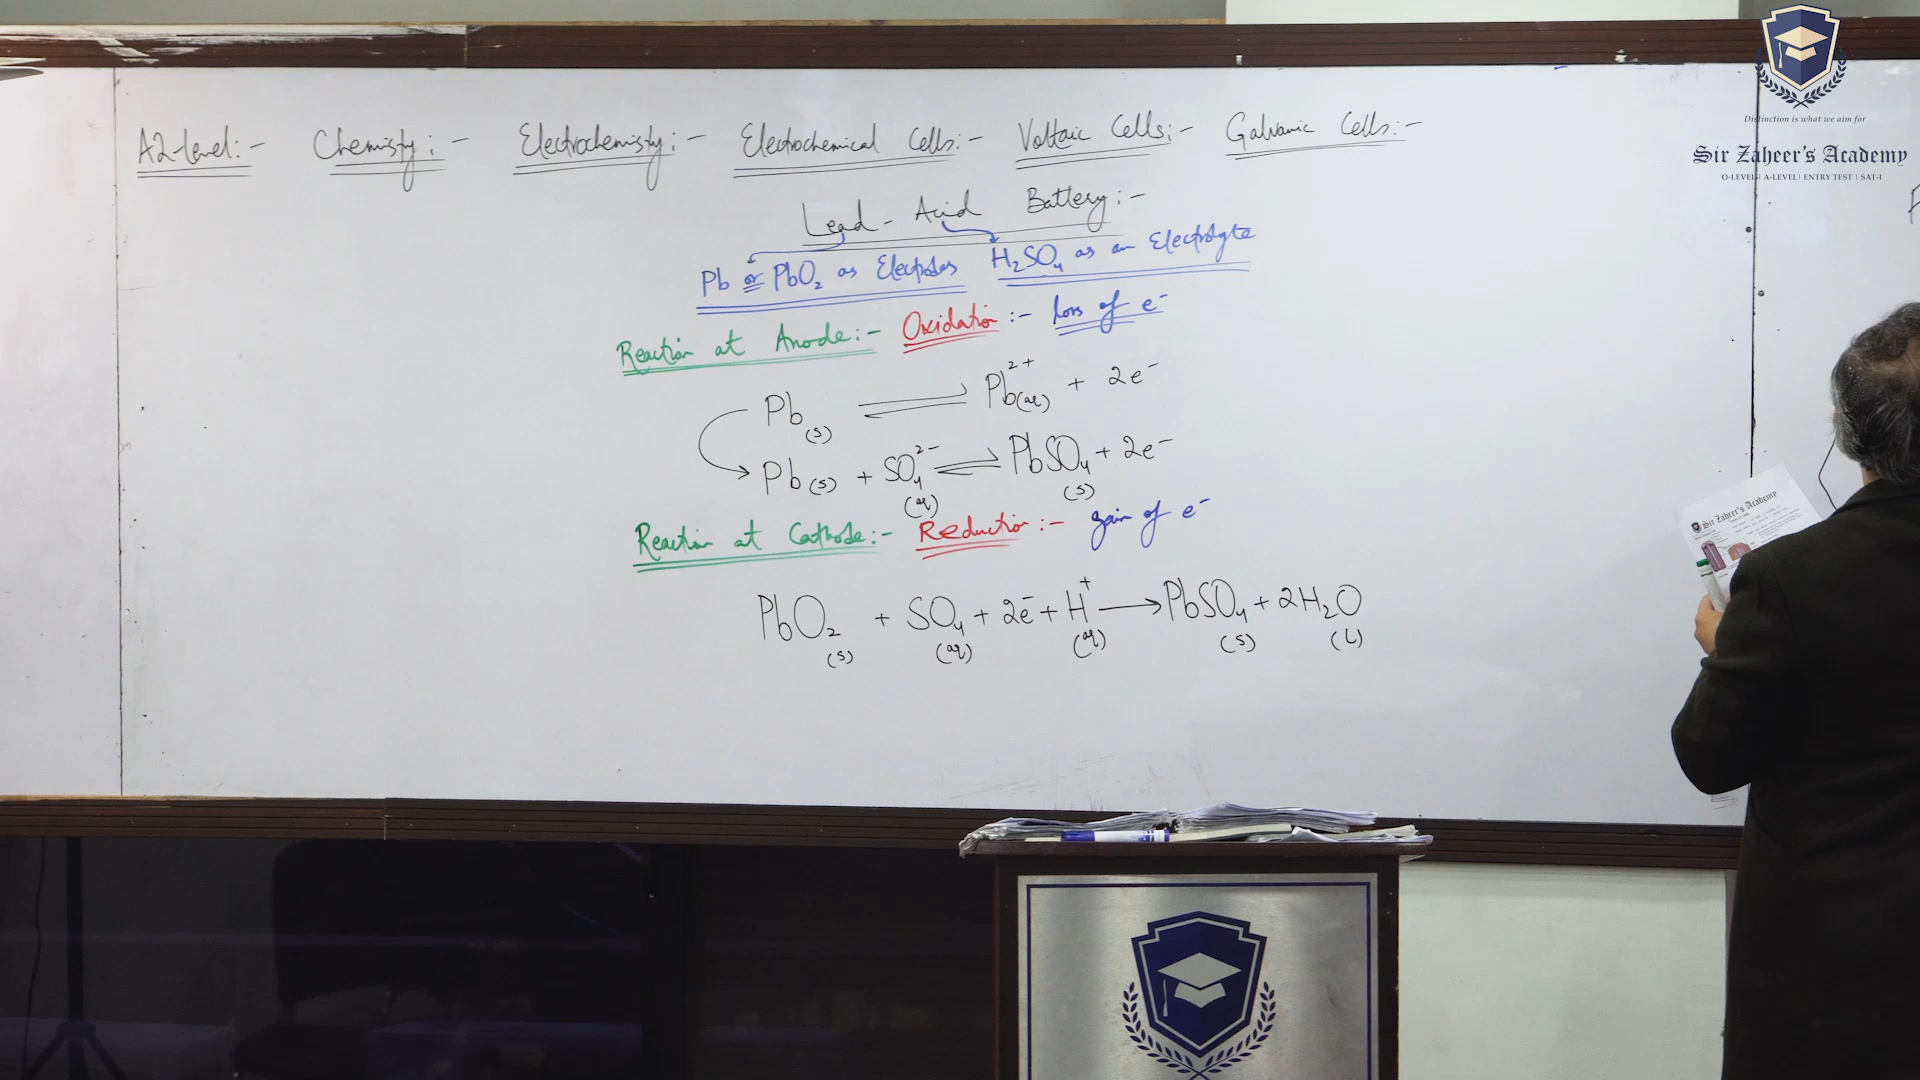 A2-Level:- Chemisty:- Electrochemisty:- Electrochemical Cells:- Voltaic Cells:- Galvanic Cells:-
Lead - Acid Battery:-
Pb or PbO₂ as Electrodes H₂SO₄ as an Electrolyte
Reaction at Anode:- Oxidation:- loss of e⁻
Pb(s) ⇌ Pb²⁺(aq) + 2e⁻
Pb(s) + SO₄²⁻(aq) ⇌ PbSO₄(s) + 2e⁻
Reaction at Cathode:- Reduction:- gain of e⁻
PbO₂(s) + SO₄(aq) + 2e⁻ + H⁺(aq) → PbSO₄(s) + 2H₂O(l)
Distinction is what we aim for
Sir Zaheer's Academy
O-LEVEL | A-LEVEL | ENTRY TEST | SAT-I
Sir Zaheer's Academy